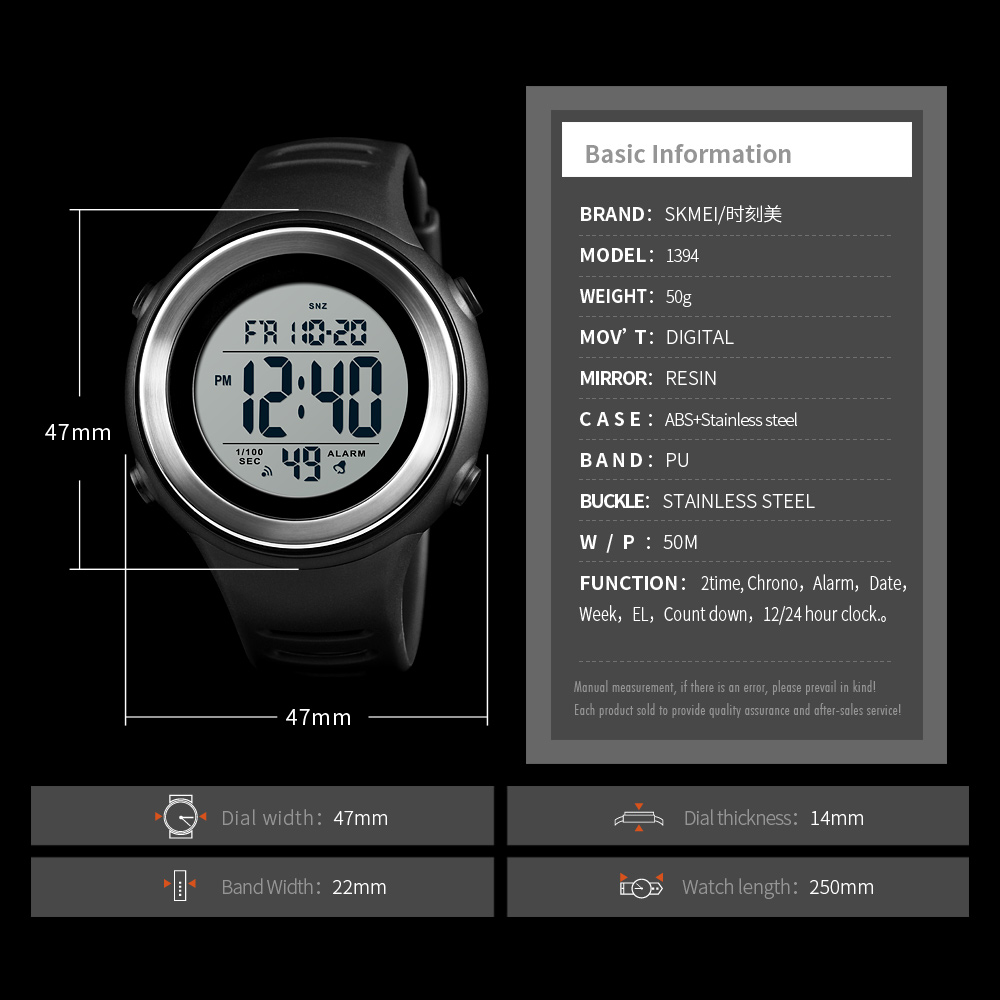 SNZ
FR 10-20
PM 12:40
1/100 SEC 49 ALARM
47mm
47mm
Basic Information
BRAND： SKMEI/时刻美
MODEL： 1394
WEIGHT： 50g
MOV’ T： DIGITAL
MIRROR： RESIN
CASE： ABS+Stainless steel
BAND： PU
BUCKLE： STAINLESS STEEL
W / P ： 50M
FUNCTION： 2time, Chrono，Alarm，Date，
Week，EL，Count down，12/24 hour clock.。
Manual measurement, if there is an error, please prevail in kind!
Each product sold to provide quality assurance and after-sales service!
Dial width： 47mm
Dial thickness： 14mm
Band Width： 22mm
Watch length： 250mm